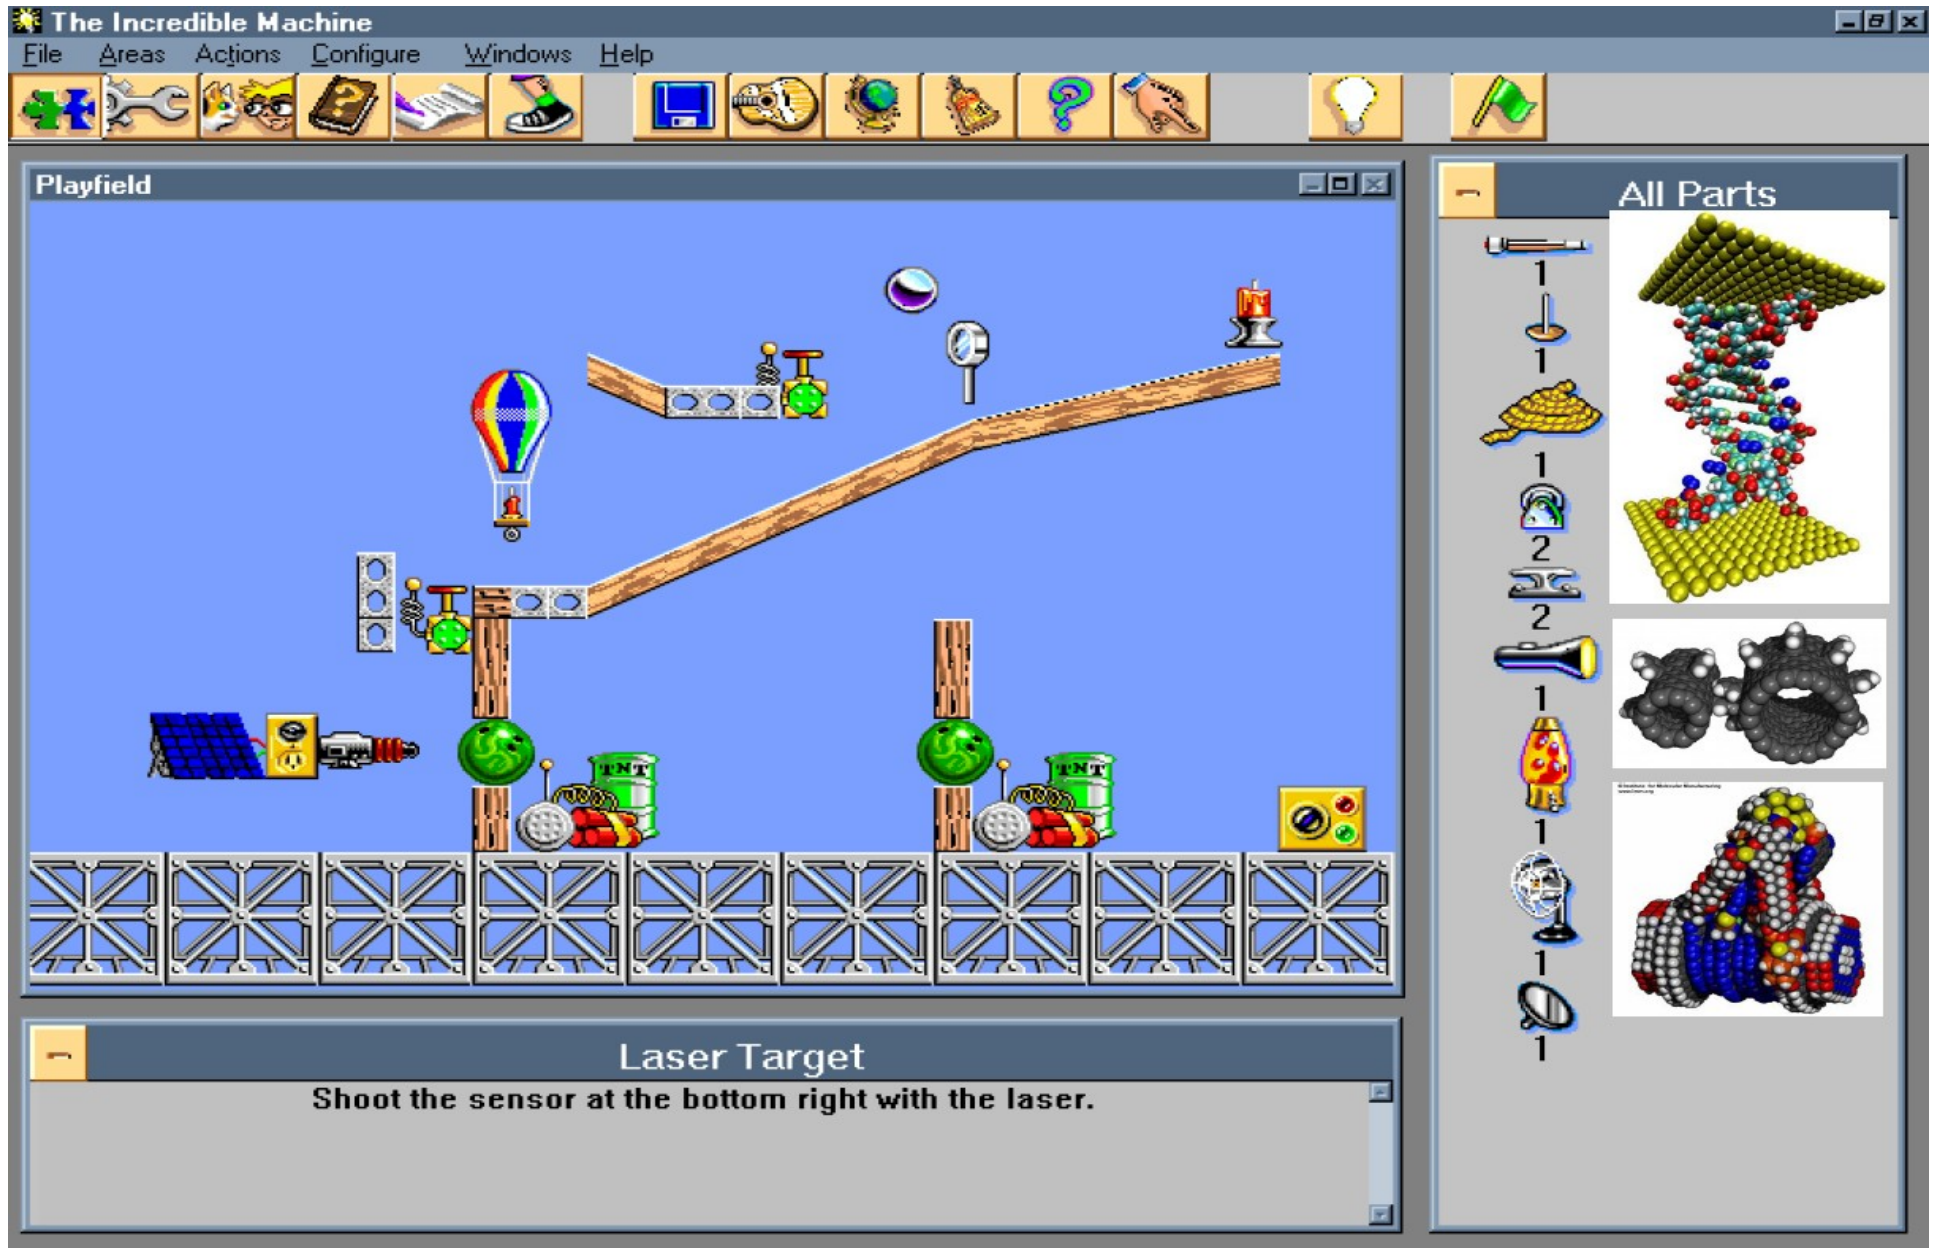 The Incredible Machine
File Areas Actions Configure Windows Help
Playfield
All Parts
1
1
1
2
2
1
1
1
1
TNT
TNT
Laser Target
Shoot the sensor at the bottom right with the laser.